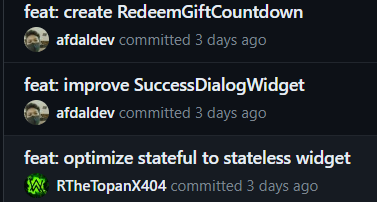 feat: create RedeemGiftCountdown
afdaldev committed 3 days ago
feat: improve SuccessDialogWidget
afdaldev committed 3 days ago
feat: optimize stateful to stateless widget
RTheTopanX404 committed 3 days ago